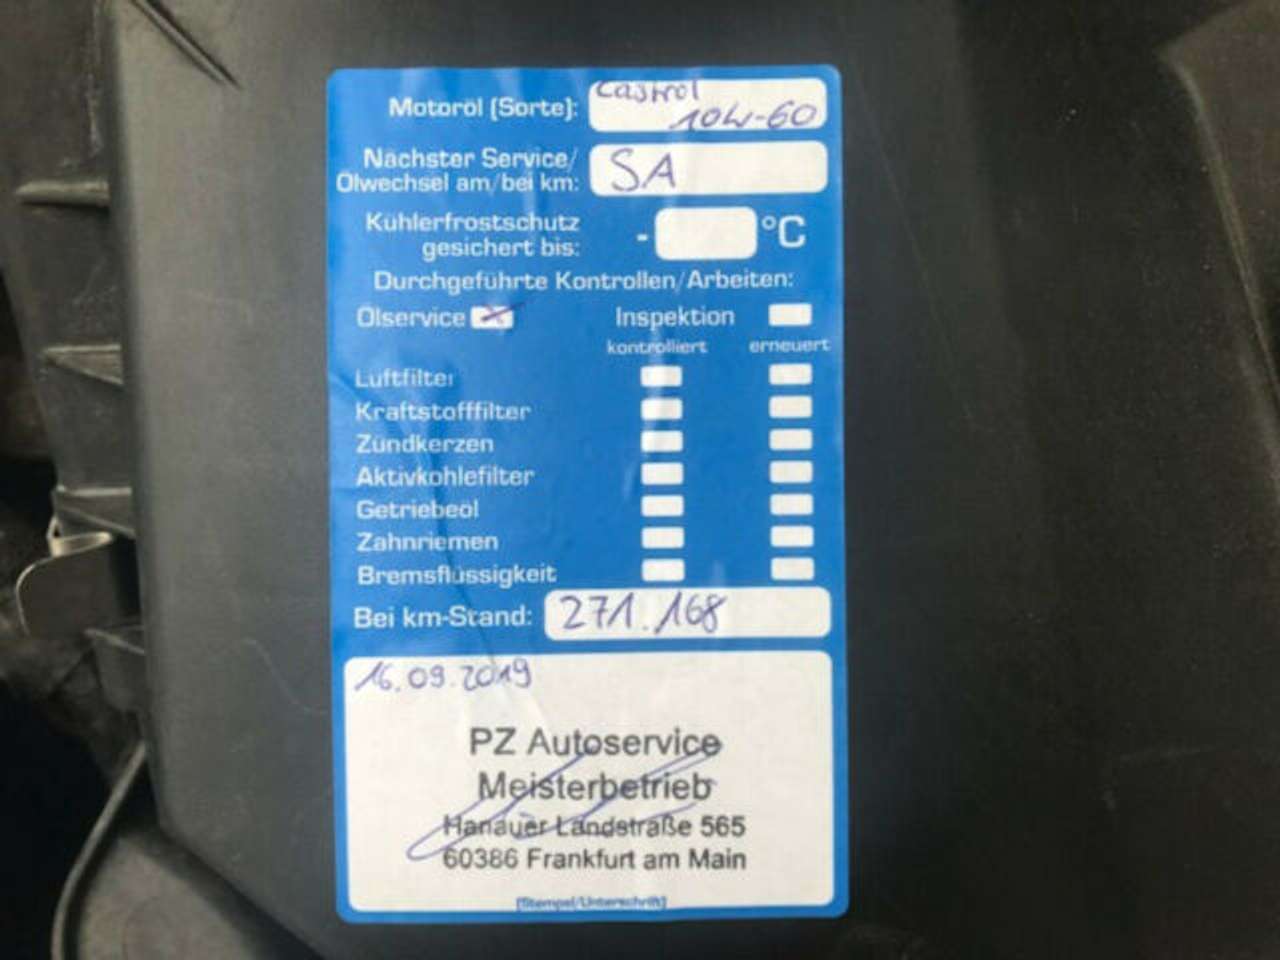 Motoröl (Sorte): Castrol
10W-60
Nächster Service/
Ölwechsel am/bei km: SA
Kühlerfrostschutz
gesichert bis: - °C
Durchgeführte Kontrollen/Arbeiten:
Ölservice x Inspektion
kontrolliert erneuert
Luftfilter
Kraftstofffilter
Zündkerzen
Aktivkohlefilter
Getriebeöl
Zahnriemen
Bremsflüssigkeit
Bei km-Stand: 271.168
16.09.2019
PZ Autoservice
Meisterbetrieb
Hanauer Landstraße 565
60386 Frankfurt am Main
(Stempel/Unterschrift)